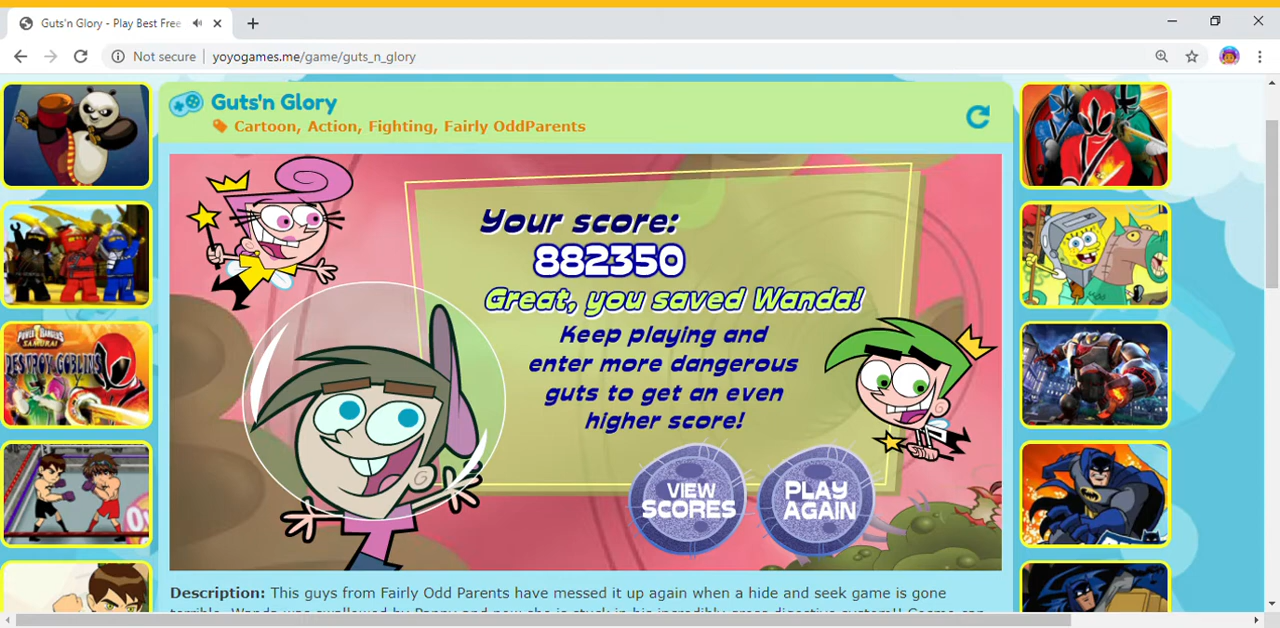 Guts'n Glory - Play Best Free
Not secure
yoyogames.me/game/guts_n_glory
Guts'n Glory
Cartoon, Action, Fighting, Fairly OddParents
Your score:
882350
Great, you saved Wanda!
Keep playing and
enter more dangerous
guts to get an even
higher score!
VIEW
SCORES
PLAY
AGAIN
POWER RANGERS
SAMURAI
DESTROY GOBLINS
Description: This guys from Fairly Odd Parents have messed it up again when a hide and seek game is gone